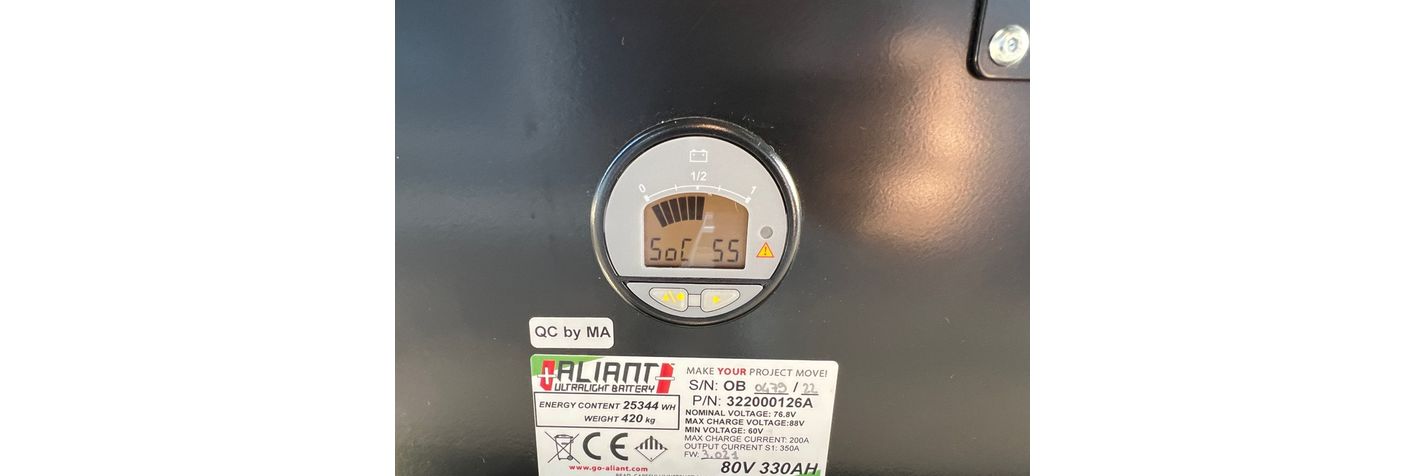 1/2
0 1
SoC 55
QC by MA
ALIANT
ULTRALIGHT BATTERY
MAKE YOUR PROJECT MOVE!
S/N: OB 0479 / 22
P/N: 322000126A
ENERGY CONTENT 25344 WH
WEIGHT 420 kg
NOMINAL VOLTAGE: 76,8V
MAX CHARGE VOLTAGE:88V
MIN VOLTAGE: 60V
MAX CHARGE CURRENT: 200A
OUTPUT CURRENT S1: 350A
FW: 3.021
CE
www.go-aliant.com
80V 330AH